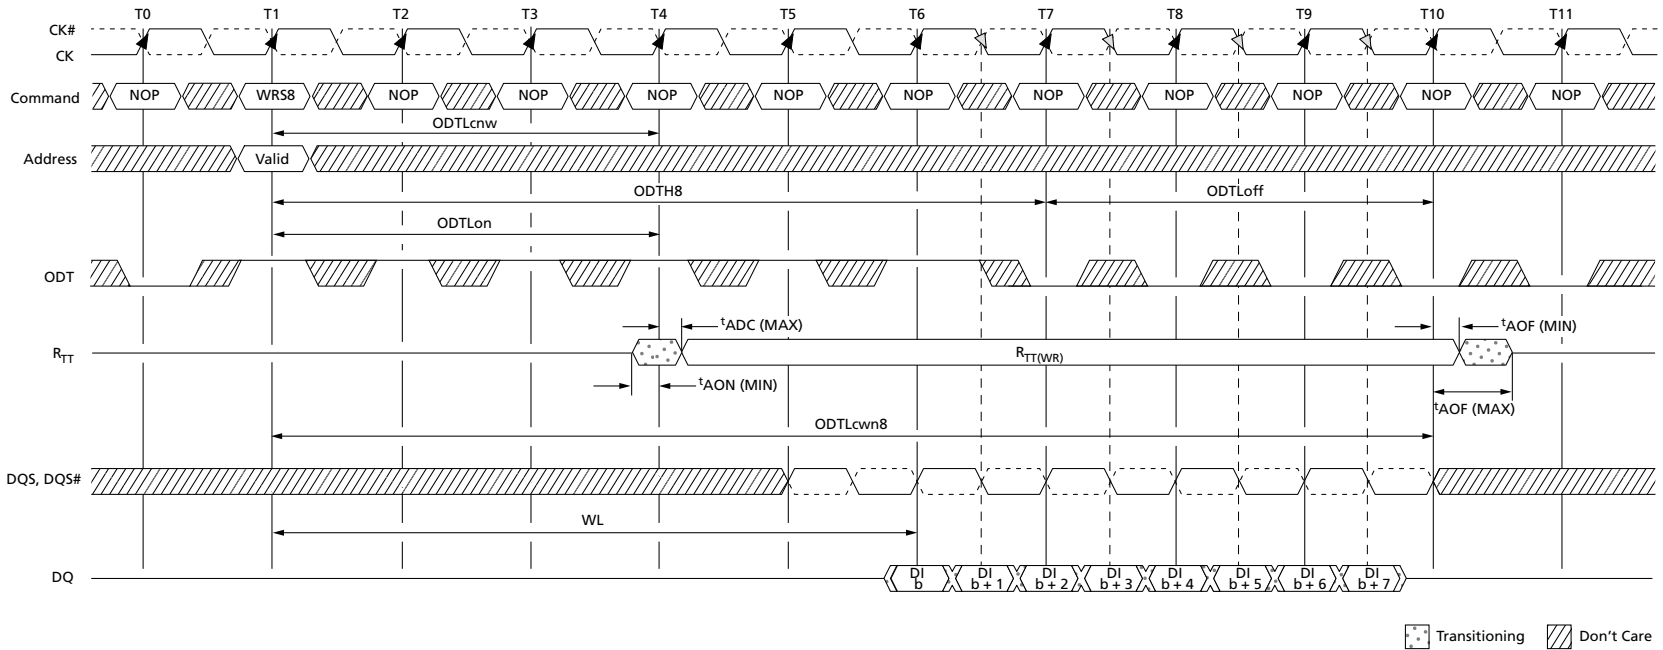 T0 T1 T2 T3 T4 T5 T6 T7 T8 T9 T10 T11
CK#
CK
Command NOP WRS8 NOP NOP NOP NOP NOP NOP NOP NOP NOP NOP
ODTLcnw
Address Valid
ODTH8 ODTLoff
ODTLon
ODT
tADC (MAX) tAOF (MIN)
RTT RTT(WR)
tAON (MIN)
tAOF (MAX)
ODTLcwn8
DQS, DQS#
WL
DQ
DI b
DI b + 1
DI b + 2
DI b + 3
DI b + 4
DI b + 5
DI b + 6
DI b + 7
Transitioning Don't Care